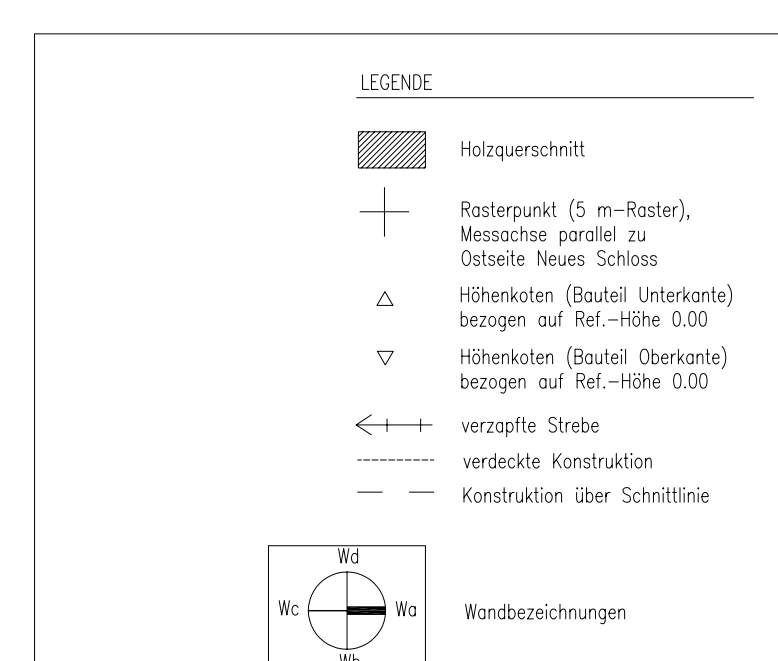 LEGENDE
Holzquerschnitt
Rasterpunkt (5 m-Raster),
Messachse parallel zu
Ostseite Neues Schloss
Höhenkoten (Bauteil Unterkante)
bezogen auf Ref.-Höhe 0.00
Höhenkoten (Bauteil Oberkante)
bezogen auf Ref.-Höhe 0.00
verzapfte Strebe
verdeckte Konstruktion
Konstruktion über Schnittlinie
Wd
Wc
Wa
Wandbezeichnungen
Wb